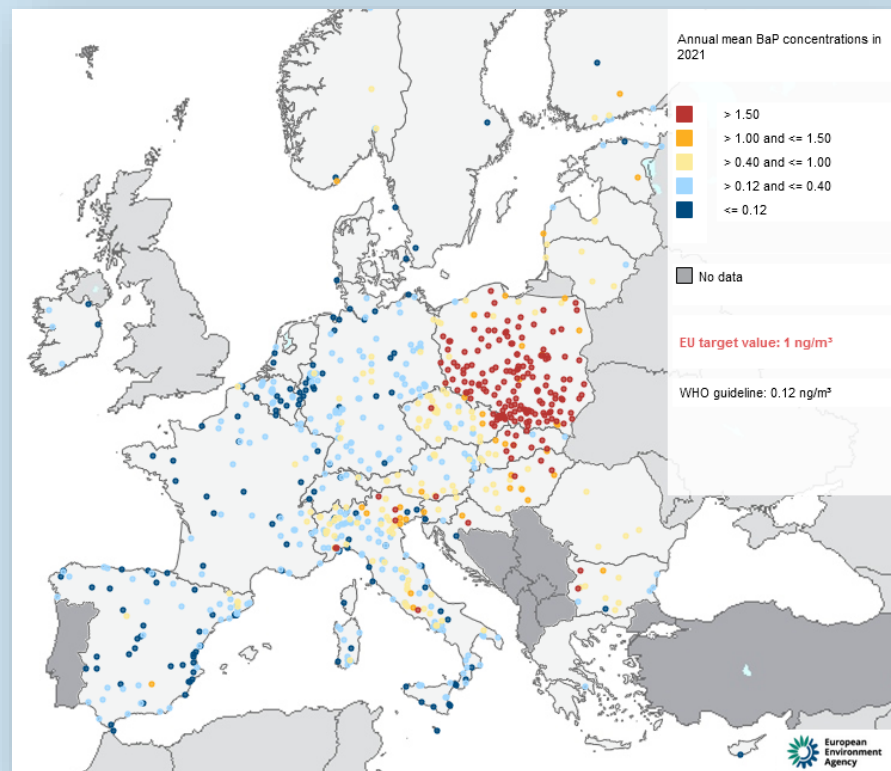 Annual mean BaP concentrations in
2021
> 1.50
> 1.00 and <= 1.50
> 0.40 and <= 1.00
> 0.12 and <= 0.40
<= 0.12
No data
EU target value: 1 ng/m³
WHO guideline: 0.12 ng/m³
European
Environment
Agency